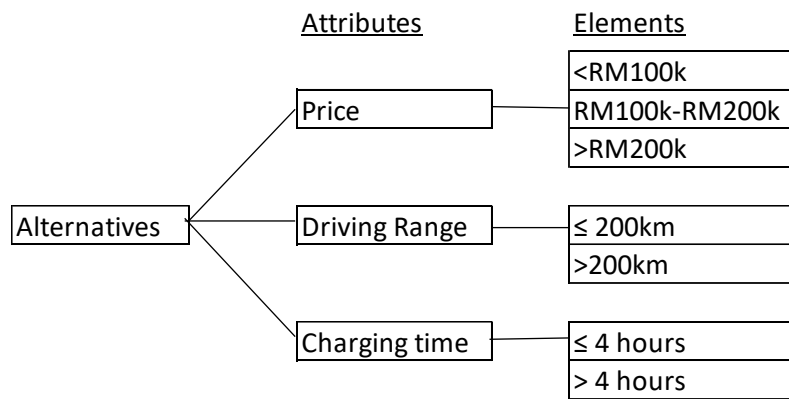 Attributes
Elements
<RM100k
Price
RM100k-RM200k
>RM200k
Alternatives
Driving Range
≤ 200km
>200km
Charging time
≤ 4 hours
> 4 hours